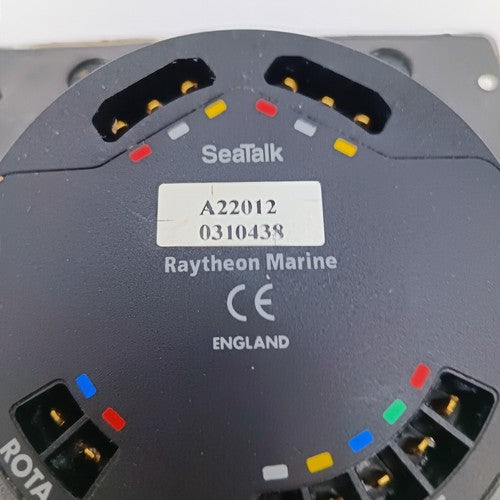 SeaTalk
A22012
0310438
Raytheon Marine
CE
ENGLAND
ROTA